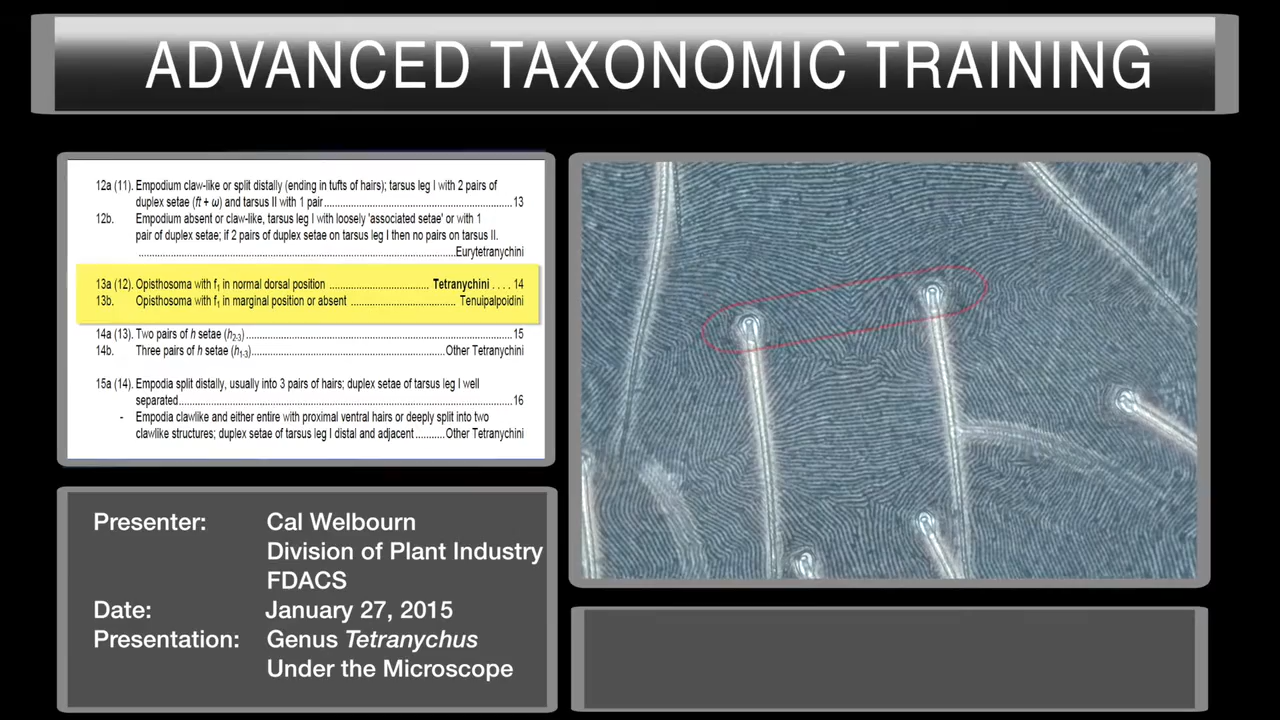 ADVANCED TAXONOMIC TRAINING
12a (11). Empodium claw-like or split distally (ending in tufts of hairs); tarsus leg I with 2 pairs of
duplex setae (ft + ω) and tarsus II with 1 pair....................13
12b. Empodium absent or claw-like, tarsus leg I with loosely 'associated setae' or with 1
pair of duplex setae; if 2 pairs of duplex setae on tarsus leg I then no pairs on tarsus II.
....................Eurytetranychini
13a (12). Opisthosoma with f1 in normal dorsal position .................... Tetranychini . . . . 14
13b. Opisthosoma with f1 in marginal position or absent .................... Tenuipalpoidini
14a (13). Two pairs of h setae (h2-3)....................15
14b. Three pairs of h setae (h1-3)....................Other Tetranychini
15a (14). Empodia split distally, usually into 3 pairs of hairs; duplex setae of tarsus leg I well
separated....................16
- Empodia clawlike and either entire with proximal ventral hairs or deeply split into two
clawlike structures; duplex setae of tarsus leg I distal and adjacent ..........Other Tetranychini
Presenter: Cal Welbourn
Division of Plant Industry
FDACS
Date: January 27, 2015
Presentation: Genus Tetranychus
Under the Microscope